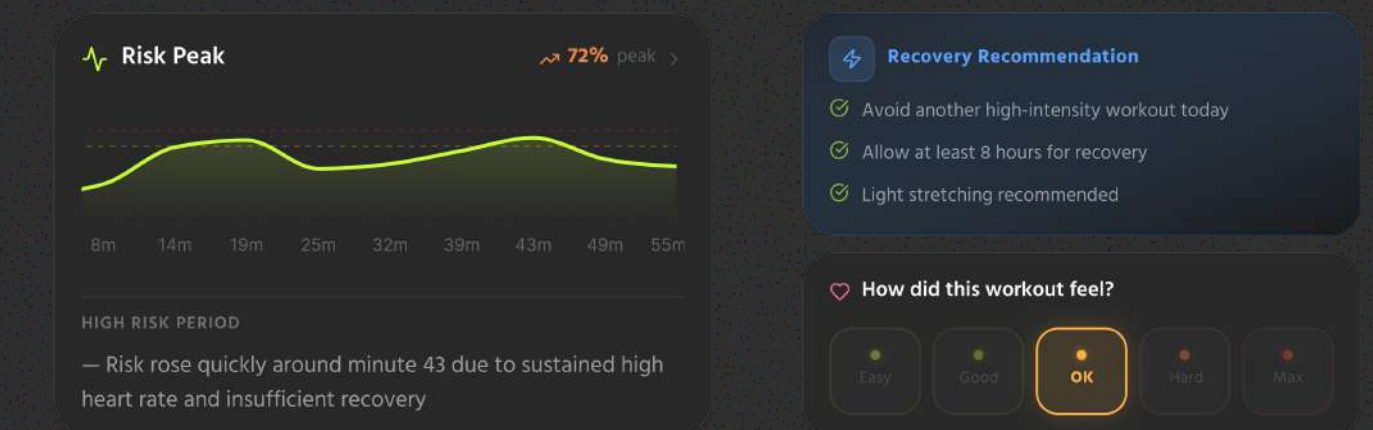 Risk Peak
72% peak
8m 14m 19m 25m 32m 39m 43m 49m 55m
HIGH RISK PERIOD
— Risk rose quickly around minute 43 due to sustained high
heart rate and insufficient recovery
Recovery Recommendation
Avoid another high-intensity workout today
Allow at least 8 hours for recovery
Light stretching recommended
How did this workout feel?
Easy Good OK Hard Max